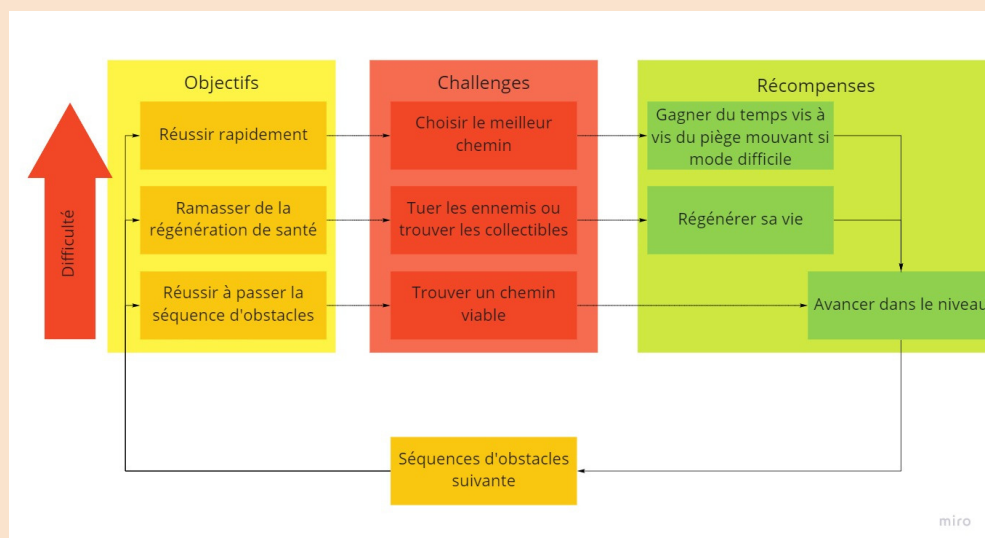 Objectifs
Challenges
Récompenses
Difficulté
Réussir rapidement
Choisir le meilleur
chemin
Gagner du temps vis à
vis du piège mouvant si
mode difficile
Ramasser de la
régénération de santé
Tuer les ennemis ou
trouver les collectibles
Régénérer sa vie
Réussir à passer la
séquence d'obstacles
Trouver un chemin
viable
Avancer dans le niveau
Séquences d'obstacles
suivante
miro